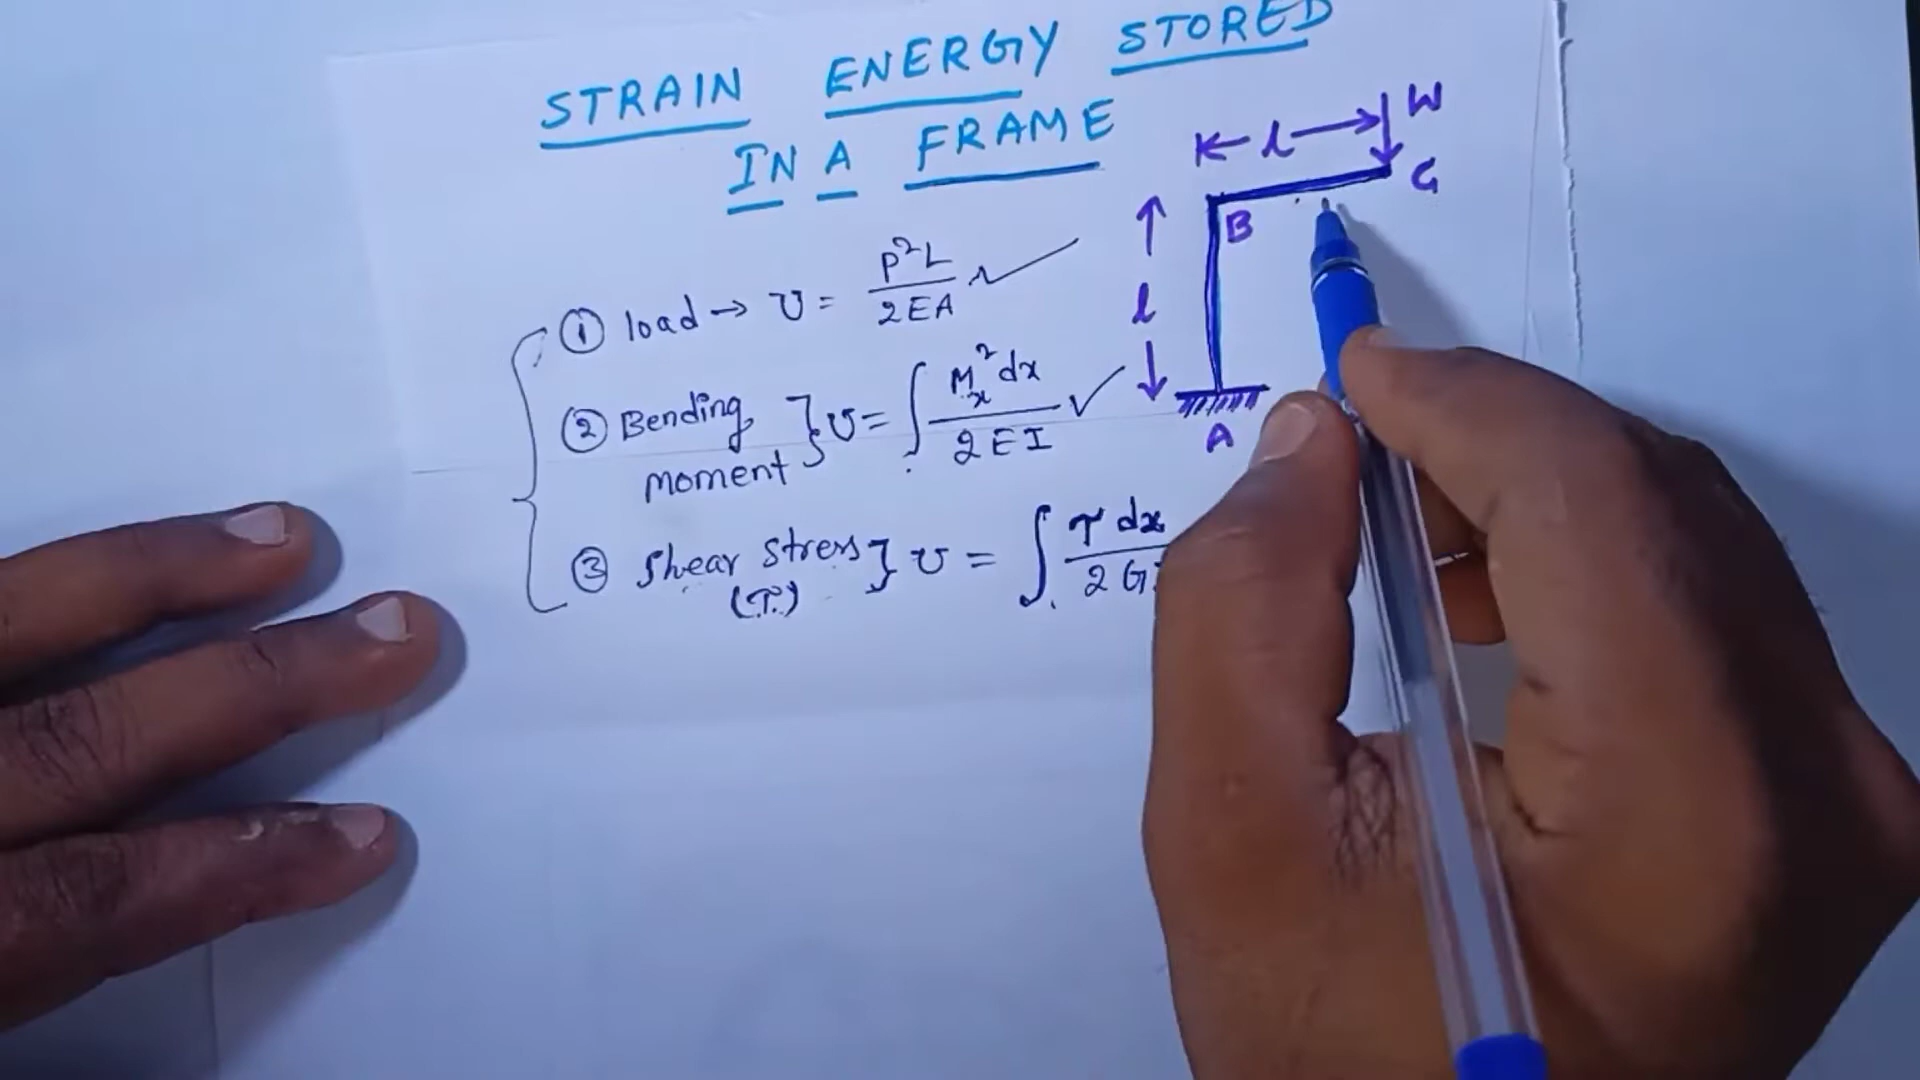 STRAIN ENERGY STORED
IN A FRAME
① load → U = P²L / 2EA
② Bending moment } U = ∫ Mₓ² dx / 2EI
③ Shear stress (τ) } U = ∫ τ dx / 2G
l
W
G
B
l
A